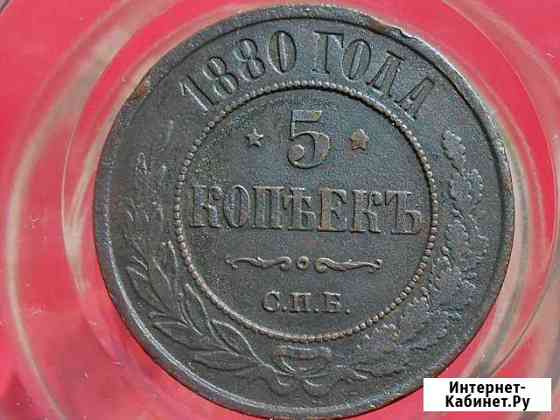 1880 ГОДА
5
КОПѢЕКЪ
С.П.Б.
Интернет-
Кабинет.Ру